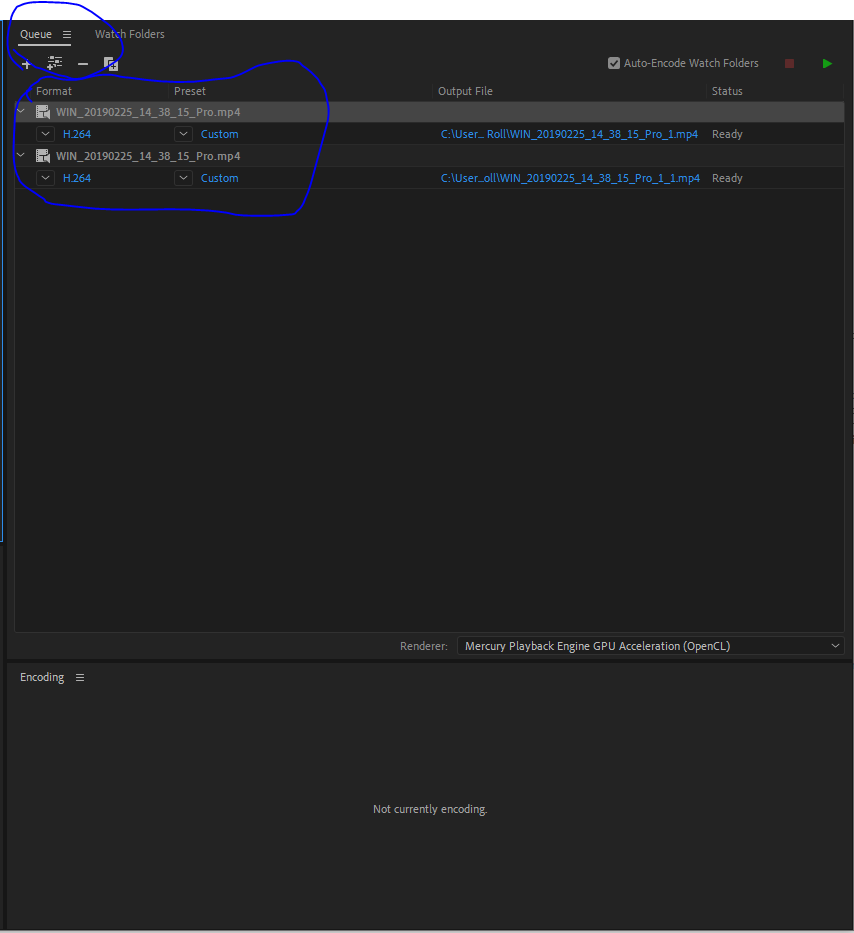 Queue Watch Folders
Auto-Encode Watch Folders
Format Preset Output File Status
WIN_20190225_14_38_15_Pro.mp4
H.264 Custom C:\User... Roll\WIN_20190225_14_38_15_Pro_1.mp4 Ready
WIN_20190225_14_38_15_Pro.mp4
H.264 Custom C:\User...oll\WIN_20190225_14_38_15_Pro_1_1.mp4 Ready
Renderer: Mercury Playback Engine GPU Acceleration (OpenCL)
Encoding
Not currently encoding.